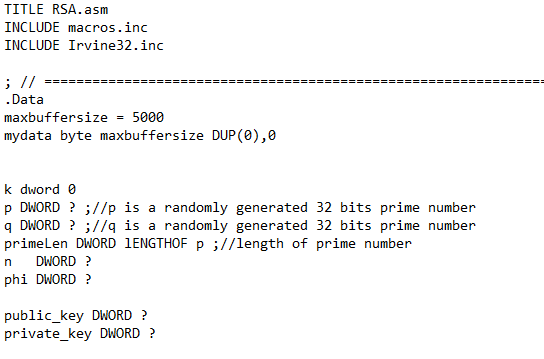 TITLE RSA.asm
INCLUDE macros.inc
INCLUDE Irvine32.inc
; // ===============================================================
.Data
maxbuffersize = 5000
mydata byte maxbuffersize DUP(0),0
k dword 0
p DWORD ? ;//p is a randomly generated 32 bits prime number
q DWORD ? ;//q is a randomly generated 32 bits prime number
primeLen DWORD lENGTHOF p ;//length of prime number
n   DWORD ?
phi DWORD ?
public_key DWORD ?
private_key DWORD ?